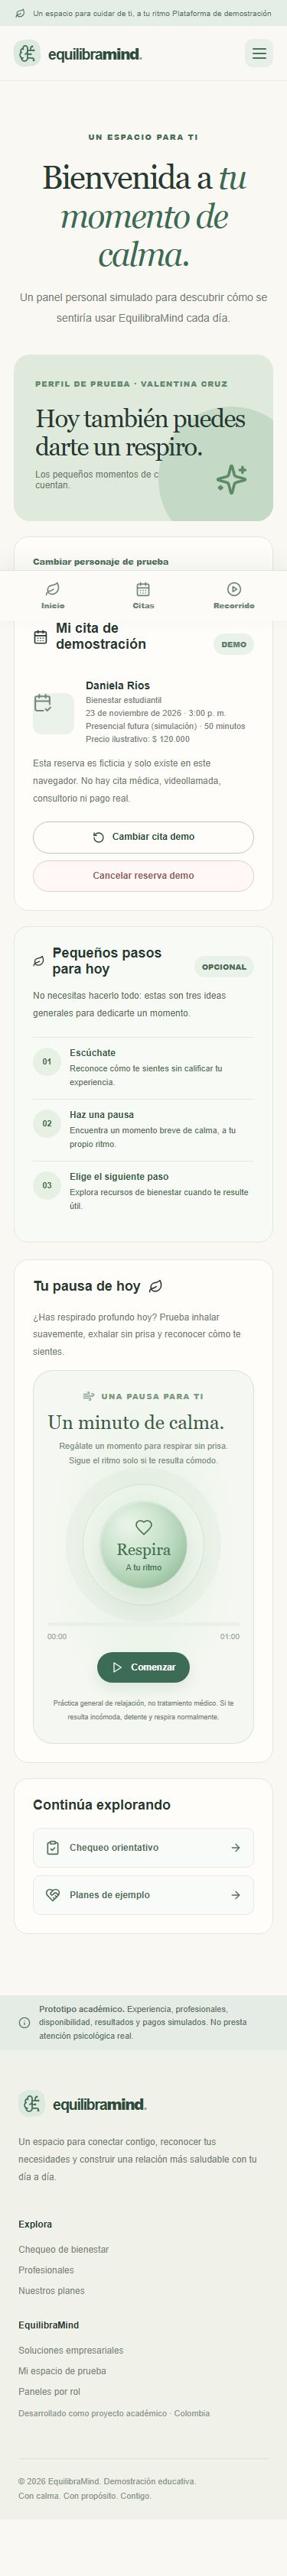 Un espacio para cuidar de ti, a tu ritmo Plataforma de demostración
equilibramind.
UN ESPACIO PARA TI
Bienvenida a tu
momento de
calma.
Un panel personal simulado para descubrir cómo se
sentiría usar EquilibraMind cada día.
PERFIL DE PRUEBA · VALENTINA CRUZ
Hoy también puedes
darte un respiro.
Los pequeños momentos de c
cuentan.
Cambiar personaje de prueba
Inicio
Citas
Recorrido
Mi cita de
demostración
DEMO
Daniela Rios
Bienestar estudiantil
23 de noviembre de 2026 · 3:00 p. m.
Presencial futura (simulación) · 50 minutos
Precio ilustrativo: $ 120.000
Esta reserva es ficticia y solo existe en este
navegador. No hay cita médica, videollamada,
consultorio ni pago real.
Cambiar cita demo
Cancelar reserva demo
Pequeños pasos
para hoy
OPCIONAL
No necesitas hacerlo todo: estas son tres ideas
generales para dedicarte un momento.
01
Escúchate
Reconoce cómo te sientes sin calificar tu
experiencia.
02
Haz una pausa
Encuentra un momento breve de calma, a tu
propio ritmo.
03
Elige el siguiente paso
Explora recursos de bienestar cuando te resulte
útil.
Tu pausa de hoy
¿Has respirado profundo hoy? Prueba inhalar
suavemente, exhalar sin prisa y reconocer cómo te
sientes.
UNA PAUSA PARA TI
Un minuto de calma.
Regálate un momento para respirar sin prisa.
Sigue el ritmo solo si te resulta cómodo.
Respira
A tu ritmo
00:00
01:00
Comenzar
Práctica general de relajación, no tratamiento médico. Si te
resulta incómoda, detente y respira normalmente.
Continúa explorando
Chequeo orientativo
Planes de ejemplo
Prototipo académico. Experiencia, profesionales,
disponibilidad, resultados y pagos simulados. No presta
atención psicológica real.
equilibramind.
Un espacio para conectar contigo, reconocer tus
necesidades y construir una relación más saludable con tu
día a día.
Explora
Chequeo de bienestar
Profesionales
Nuestros planes
EquilibraMind
Soluciones empresariales
Mi espacio de prueba
Paneles por rol
Desarrollado como proyecto académico · Colombia
© 2026 EquilibraMind. Demostración educativa.
Con calma. Con propósito. Contigo.